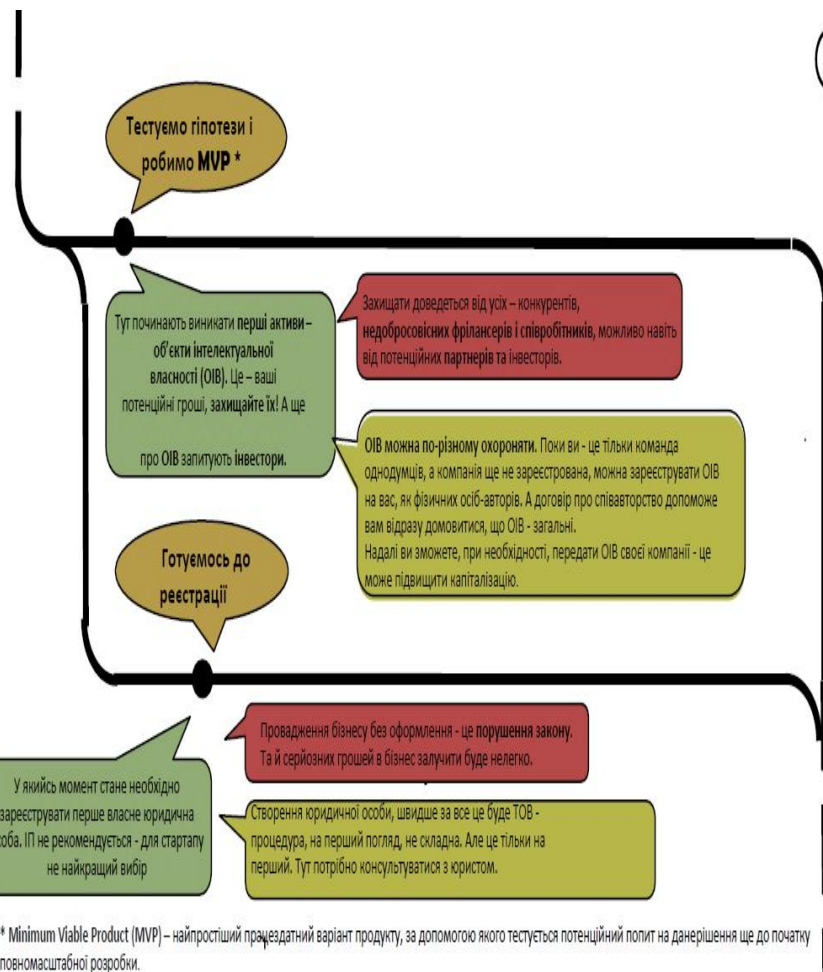 Тестуємо гіпотези і
робимо MVP *
Тут починають виникати перші активи –
об'єкти інтелектуальної
власності (ОІВ). Це – ваші
потенційні гроші, захищайте їх! А ще
про ОІВ запитують інвестори.
Захищати доведеться від усіх – конкурентів,
недобросовісних фрілансерів і співробітників, можливо навіть
від потенційних партнерів та інвесторів.
ОІВ можна по-різному охороняти. Поки ви - це тільки команда
однодумців, а компанія ще не зареєстрована, можна зареєструвати ОІВ
на вас, як фізичних осіб-авторів. А договір про співавторство допоможе
вам відразу домовитися, що ОІВ - загальні.
Надалі ви зможете, при необхідності, передати ОІВ своєї компанії - це
може підвищити капіталізацію.
Готуємось до
реєстрації
Провадження бізнесу без оформлення - це порушення закону.
Та й серйозних грошей в бізнес залучити буде нелегко.
У якийсь момент стане необхідно
зареєструвати перше власне юридична
соба. ІП не рекомендується - для стартапу
не найкращий вибір
Створення юридичної особи, швидше за все це буде ТОВ -
процедура, на перший погляд, не складна. Але це тільки на
перший. Тут потрібно консультуватися з юристом.
* Minimum Viable Product (MVP) – найпростіший працездатний варіант продукту, за допомогою якого тестується потенційний попит на данерішення ще до початку
повномасштабної розробки.